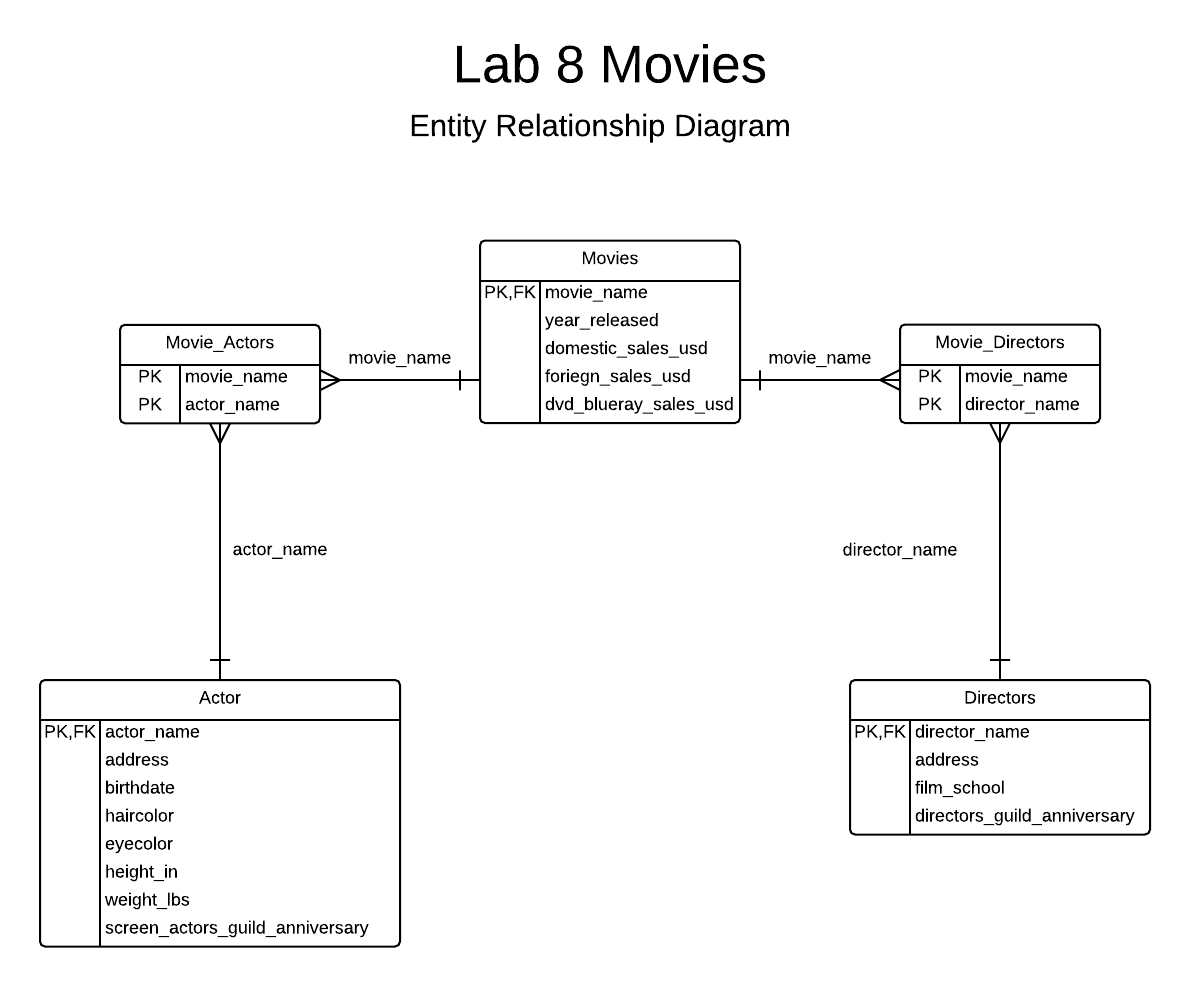 Lab 8 Movies
Entity Relationship Diagram
Movies
PK,FK movie_name
year_released
domestic_sales_usd
foriegn_sales_usd
dvd_blueray_sales_usd
Movie_Actors
PK movie_name
PK actor_name
movie_name
movie_name
Movie_Directors
PK movie_name
PK director_name
actor_name
director_name
Actor
PK,FK actor_name
address
birthdate
haircolor
eyecolor
height_in
weight_lbs
screen_actors_guild_anniversary
Directors
PK,FK director_name
address
film_school
directors_guild_anniversary